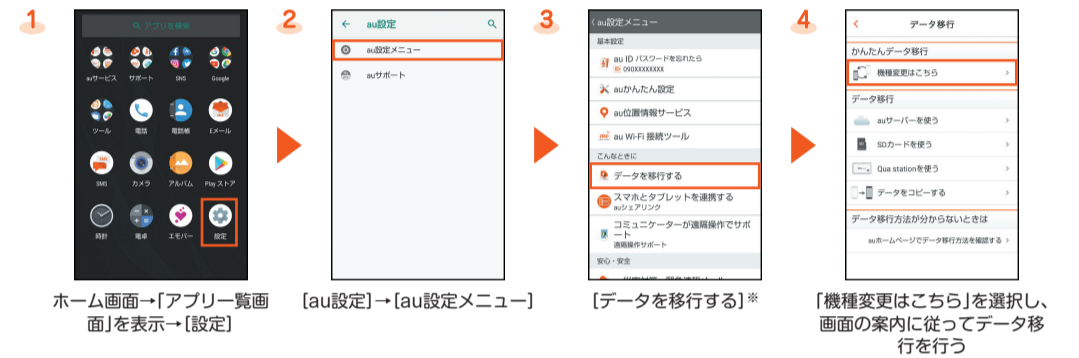 1
アプリを検索
auサービス サポート SNS Google
ツール 電話 電話帳 Eメール
SMS カメラ アルバム Play ストア
時計 電卓 エモパー 設定
ホーム画面→「アプリ一覧画
面」を表示→[設定]
2
au設定
au設定メニュー
auサポート
[au設定]→[au設定メニュー]
3
au設定メニュー
基本設定
au ID パスワードを忘れたら
ID 090XXXXXXXX
auかんたん設定
au位置情報サービス
au Wi-Fi 接続ツール
こんなときに
データを移行する
スマホとタブレットを連携する
auシェアリンク
コミュニケーターが遠隔操作でサポ
ート
遠隔操作サポート
安心・安全
[データを移行する]※
4
データ移行
かんたんデータ移行
機種変更はこちら
データ移行
auサーバーを使う
SDカードを使う
Qua stationを使う
データをコピーする
データ移行方法が分からないときは
auホームページでデータ移行方法を確認する
「機種変更はこちら」を選択し、
画面の案内に従ってデータ移
行を行う